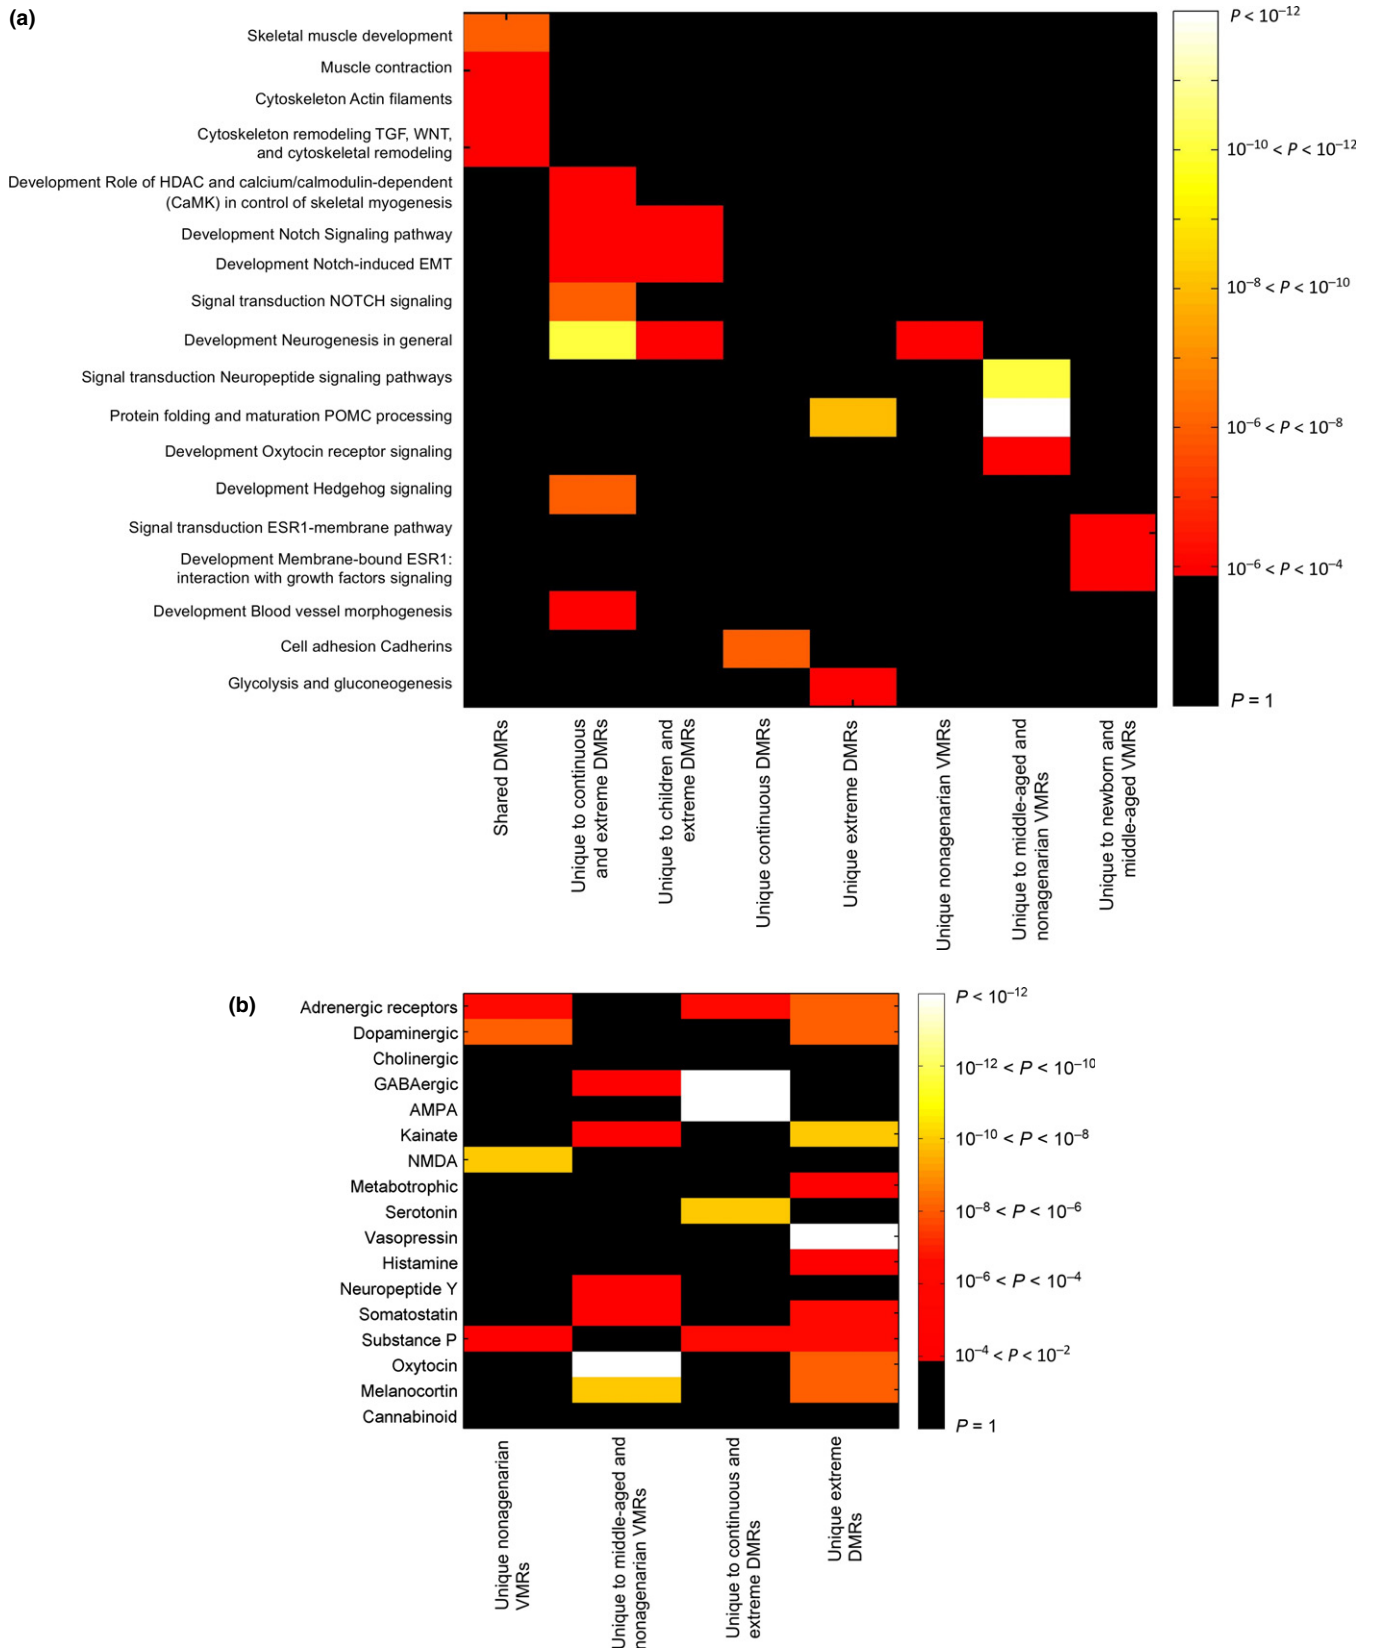 (a)
Skeletal muscle development
Muscle contraction
Cytoskeleton Actin filaments
Cytoskeleton remodeling TGF, WNT,
and cytoskeletal remodeling
Development Role of HDAC and calcium/calmodulin-dependent
(CaMK) in control of skeletal myogenesis
Development Notch Signaling pathway
Development Notch-induced EMT
Signal transduction NOTCH signaling
Development Neurogenesis in general
Signal transduction Neuropeptide signaling pathways
Protein folding and maturation POMC processing
Development Oxytocin receptor signaling
Development Hedgehog signaling
Signal transduction ESR1-membrane pathway
Development Membrane-bound ESR1:
interaction with growth factors signaling
Development Blood vessel morphogenesis
Cell adhesion Cadherins
Glycolysis and gluconeogenesis
P < 10⁻¹²
10⁻¹⁰ < P < 10⁻¹²
10⁻⁸ < P < 10⁻¹⁰
10⁻⁶ < P < 10⁻⁸
10⁻⁶ < P < 10⁻⁴
P = 1
Shared DMRs
Unique to continuous
and extreme DMRs
Unique to children and
extreme DMRs
Unique continuous DMRs
Unique extreme DMRs
Unique nonagenarian VMRs
Unique to middle-aged and
nonagenarian VMRs
Unique to newborn and
middle-aged VMRs
(b)
Adrenergic receptors
Dopaminergic
Cholinergic
GABAergic
AMPA
Kainate
NMDA
Metabotrophic
Serotonin
Vasopressin
Histamine
Neuropeptide Y
Somatostatin
Substance P
Oxytocin
Melanocortin
Cannabinoid
P < 10⁻¹²
10⁻¹² < P < 10⁻¹⁰
10⁻¹⁰ < P < 10⁻⁸
10⁻⁸ < P < 10⁻⁶
10⁻⁶ < P < 10⁻⁴
10⁻⁴ < P < 10⁻²
P = 1
Unique nonagenarian
VMRs
Unique to middle-aged and
nonagenarian VMRs
Unique to continuous and
extreme DMRs
Unique extreme
DMRs